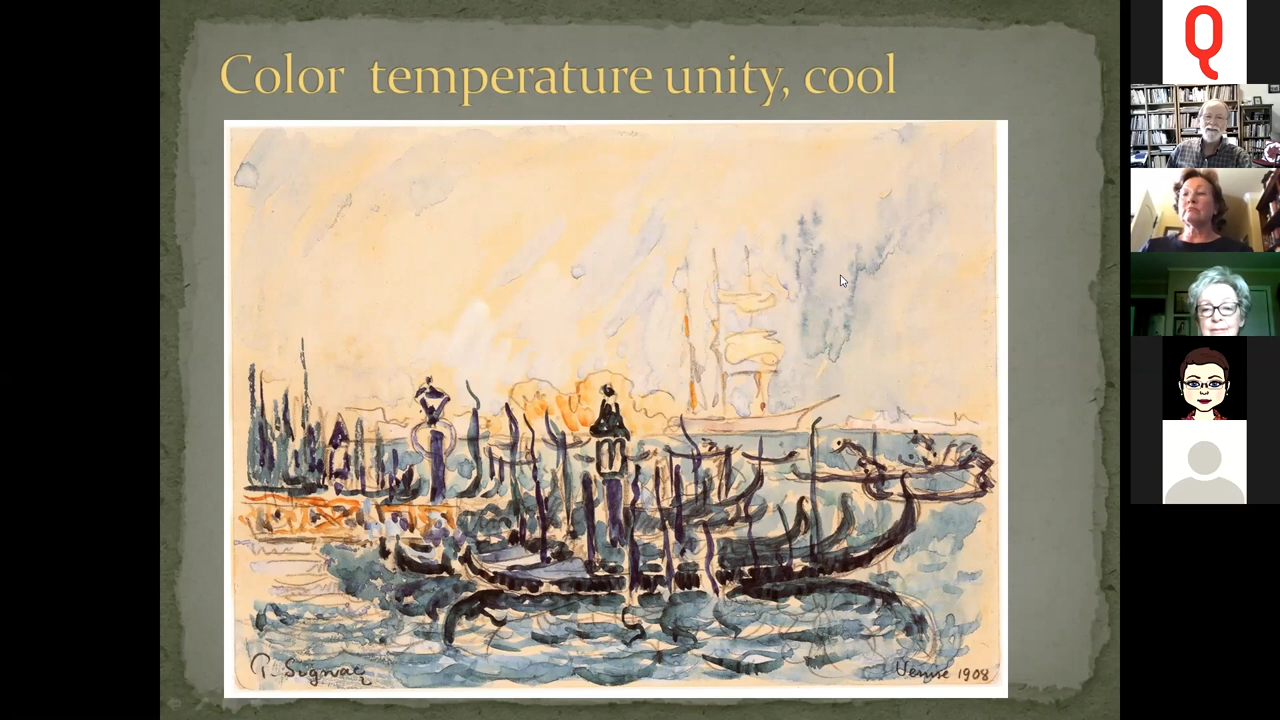 Color temperature unity, cool
Q
P. Signac
Venise 1908